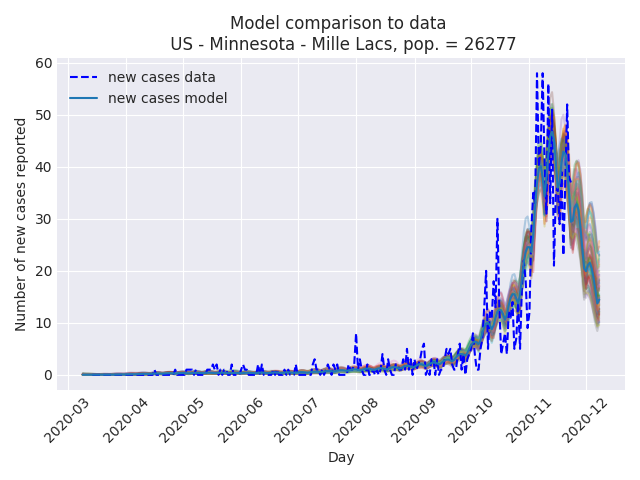 Model comparison to data
US - Minnesota - Mille Lacs, pop. = 26277
new cases data
new cases model
Number of new cases reported
60
50
40
30
20
10
0
2020-03
2020-04
2020-05
2020-06
2020-07
2020-08
2020-09
2020-10
2020-11
2020-12
Day